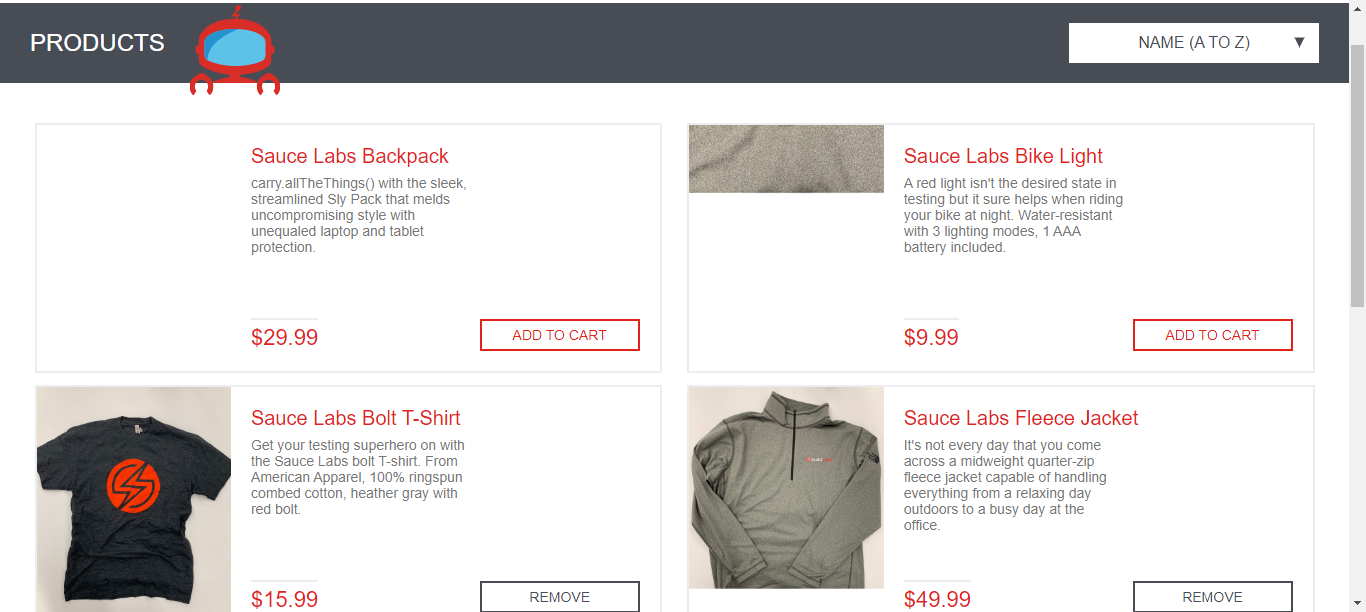 PRODUCTS
NAME (A TO Z) ▼
Sauce Labs Backpack
carry.allTheThings() with the sleek,
streamlined Sly Pack that melds
uncompromising style with
unequaled laptop and tablet
protection.
$29.99
ADD TO CART
Sauce Labs Bike Light
A red light isn't the desired state in
testing but it sure helps when riding
your bike at night. Water-resistant
with 3 lighting modes, 1 AAA
battery included.
$9.99
ADD TO CART
Sauce Labs Bolt T-Shirt
Get your testing superhero on with
the Sauce Labs bolt T-shirt. From
American Apparel, 100% ringspun
combed cotton, heather gray with
red bolt.
$15.99
REMOVE
Sauce Labs Fleece Jacket
It's not every day that you come
across a midweight quarter-zip
fleece jacket capable of handling
everything from a relaxing day
outdoors to a busy day at the
office.
$49.99
REMOVE